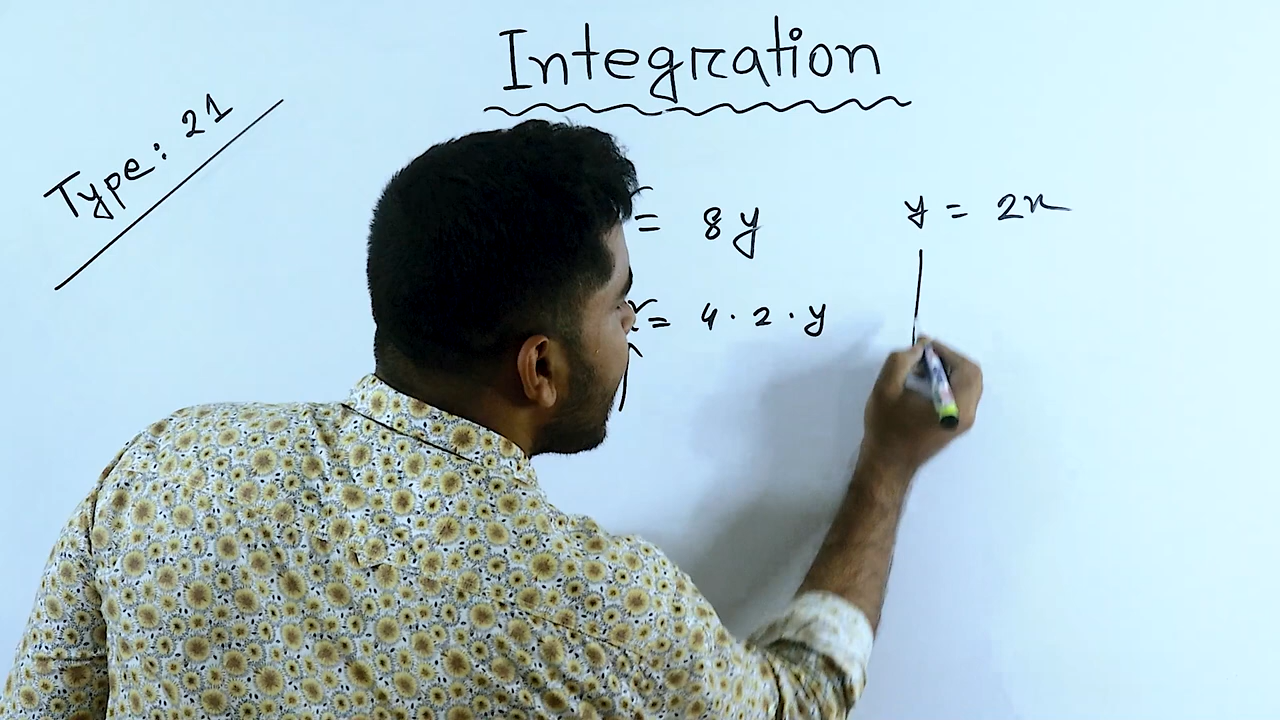 Integration
Type: 21
= 8y
y = 2x
= 4 · 2 · y